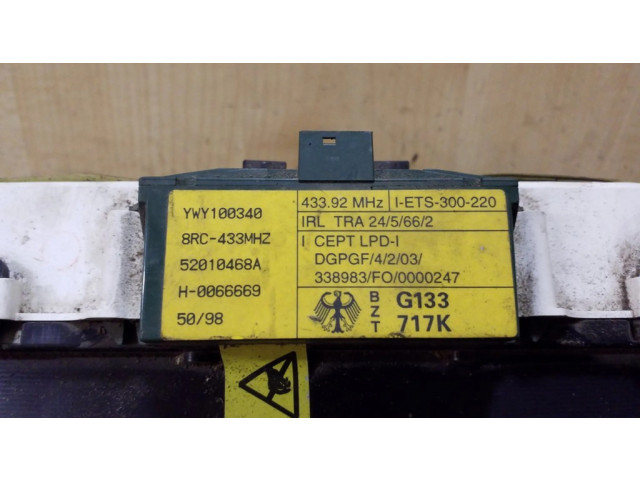 YWY100340
8RC-433MHZ
52010468A
H-0066669
50/98
433.92 MHz I-ETS-300-220
IRL TRA 24/5/66/2
I CEPT LPD-I
DGPGF/4/2/03/
338983/FO/0000247
BZT
G133
717K